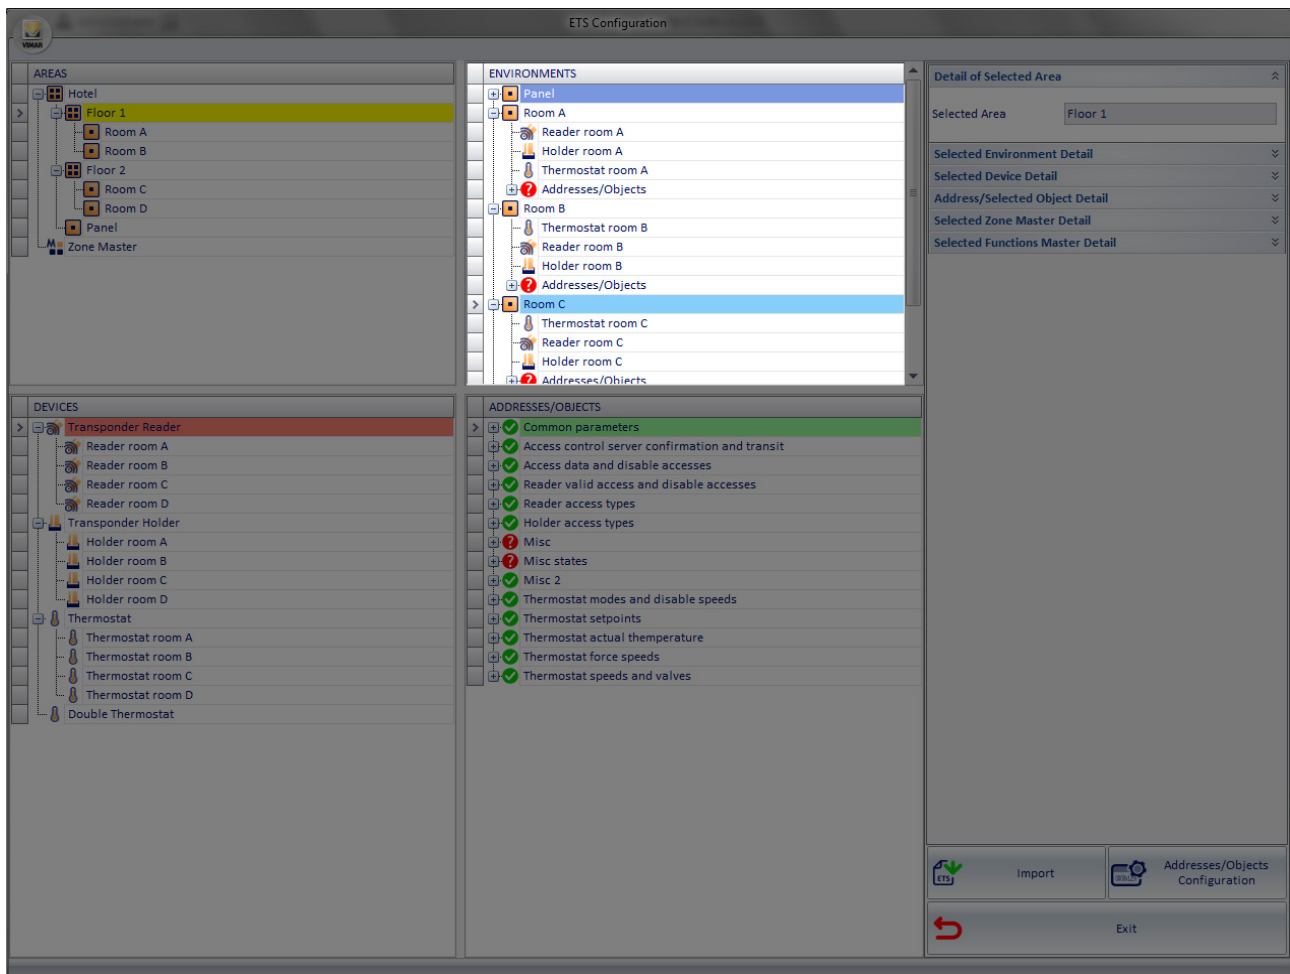 ETS Configuration
VIMAR
AREAS
Hotel
Floor 1
Room A
Room B
Floor 2
Room C
Room D
Panel
Zone Master
ENVIRONMENTS
Panel
Room A
Reader room A
Holder room A
Thermostat room A
Addresses/Objects
Room B
Thermostat room B
Reader room B
Holder room B
Addresses/Objects
Room C
Thermostat room C
Reader room C
Holder room C
Addresses/Objects
Detail of Selected Area
Selected Area Floor 1
Selected Environment Detail
Selected Device Detail
Address/Selected Object Detail
Selected Zone Master Detail
Selected Functions Master Detail
DEVICES
Transponder Reader
Reader room A
Reader room B
Reader room C
Reader room D
Transponder Holder
Holder room A
Holder room B
Holder room C
Holder room D
Thermostat
Thermostat room A
Thermostat room B
Thermostat room C
Thermostat room D
Double Thermostat
ADDRESSES/OBJECTS
Common parameters
Access control server confirmation and transit
Access data and disable accesses
Reader valid access and disable accesses
Reader access types
Holder access types
Misc
Misc states
Misc 2
Thermostat modes and disable speeds
Thermostat setpoints
Thermostat actual themperature
Thermostat force speeds
Thermostat speeds and valves
ETS
Import
Addresses/Objects
Configuration
Exit